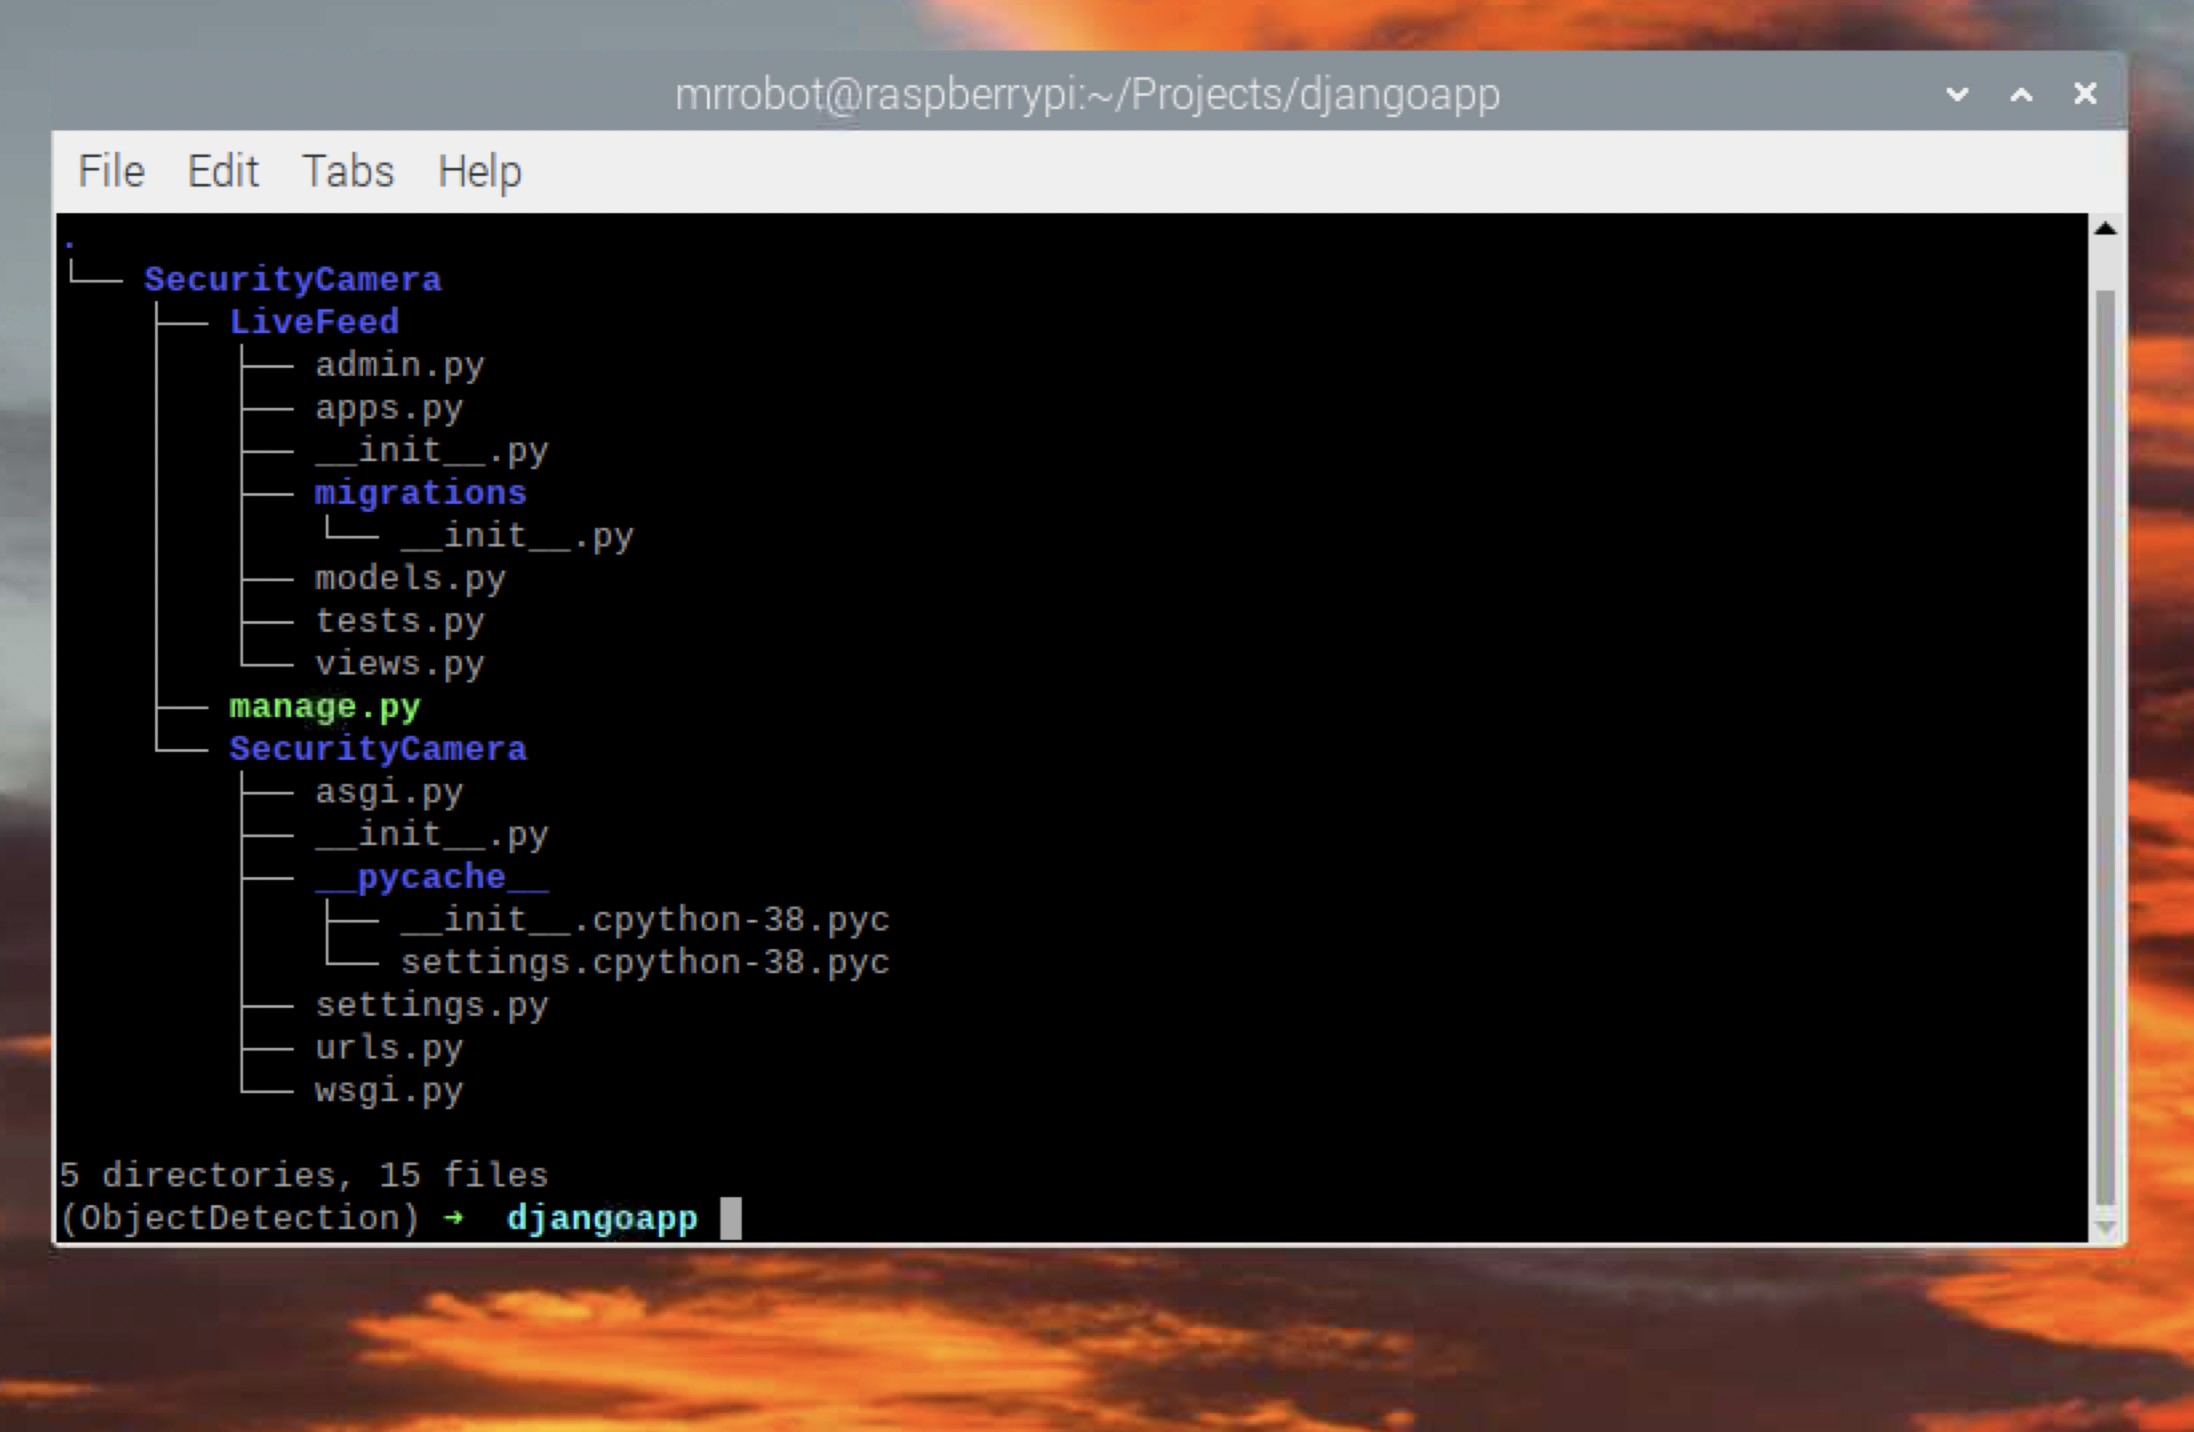 mrrobot@raspberrypi:~/Projects/djangoapp
File Edit Tabs Help
.
└── SecurityCamera
    ├── LiveFeed
    │   ├── admin.py
    │   ├── apps.py
    │   ├── __init__.py
    │   ├── migrations
    │   │   └── __init__.py
    │   ├── models.py
    │   ├── tests.py
    │   └── views.py
    ├── manage.py
    └── SecurityCamera
        ├── asgi.py
        ├── __init__.py
        ├── __pycache__
        │   ├── __init__.cpython-38.pyc
        │   └── settings.cpython-38.pyc
        ├── settings.py
        ├── urls.py
        └── wsgi.py
5 directories, 15 files
(ObjectDetection) ➜  djangoapp